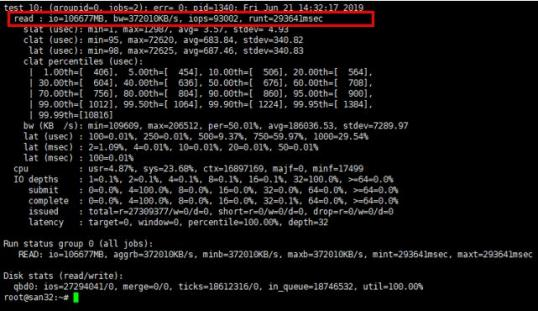 test 10: (groupid=0, jobs=2): err= 0: pid=1340: Fri Jun 21 14:32:17 2019
read : io=106677MB, bw=372010KB/s, iops=93002, runt=293641msec
slat (usec): min=1, max=12987, avg= 3.57, stdev= 4.93
clat (usec): min=95, max=72620, avg=683.84, stdev=340.82
lat (usec): min=98, max=72625, avg=687.46, stdev=340.83
clat percentiles (usec):
| 1.00th=[ 406], 5.00th=[ 454], 10.00th=[ 506], 20.00th=[ 564],
| 30.00th=[ 604], 40.00th=[ 636], 50.00th=[ 676], 60.00th=[ 708],
| 70.00th=[ 756], 80.00th=[ 804], 90.00th=[ 860], 95.00th=[ 900],
| 99.00th=[ 1012], 99.50th=[ 1064], 99.90th=[ 1224], 99.95th=[ 1384],
| 99.99th=[10816]
bw (KB /s): min=109609, max=206512, per=50.01%, avg=186036.53, stdev=7289.97
lat (usec) : 100=0.01%, 250=0.01%, 500=9.37%, 750=59.97%, 1000=29.54%
lat (msec) : 2=1.09%, 4=0.01%, 10=0.01%, 20=0.01%, 50=0.01%
lat (msec) : 100=0.01%
cpu : usr=4.87%, sys=23.68%, ctx=16897169, majf=0, minf=17499
IO depths : 1=0.1%, 2=0.1%, 4=0.1%, 8=0.1%, 16=0.1%, 32=100.0%, >=64=0.0%
submit : 0=0.0%, 4=100.0%, 8=0.0%, 16=0.0%, 32=0.0%, 64=0.0%, >=64=0.0%
complete : 0=0.0%, 4=100.0%, 8=0.0%, 16=0.0%, 32=0.1%, 64=0.0%, >=64=0.0%
issued : total=r=27309377/w=0/d=0, short=r=0/w=0/d=0, drop=r=0/w=0/d=0
latency : target=0, window=0, percentile=100.00%, depth=32
Run status group 0 (all jobs):
READ: io=106677MB, aggrb=372010KB/s, minb=372010KB/s, maxb=372010KB/s, mint=293641msec, maxt=293641msec
Disk stats (read/write):
qbd0: ios=27294041/0, merge=0/0, ticks=18612316/0, in_queue=18746532, util=100.00%
root@san32:~#